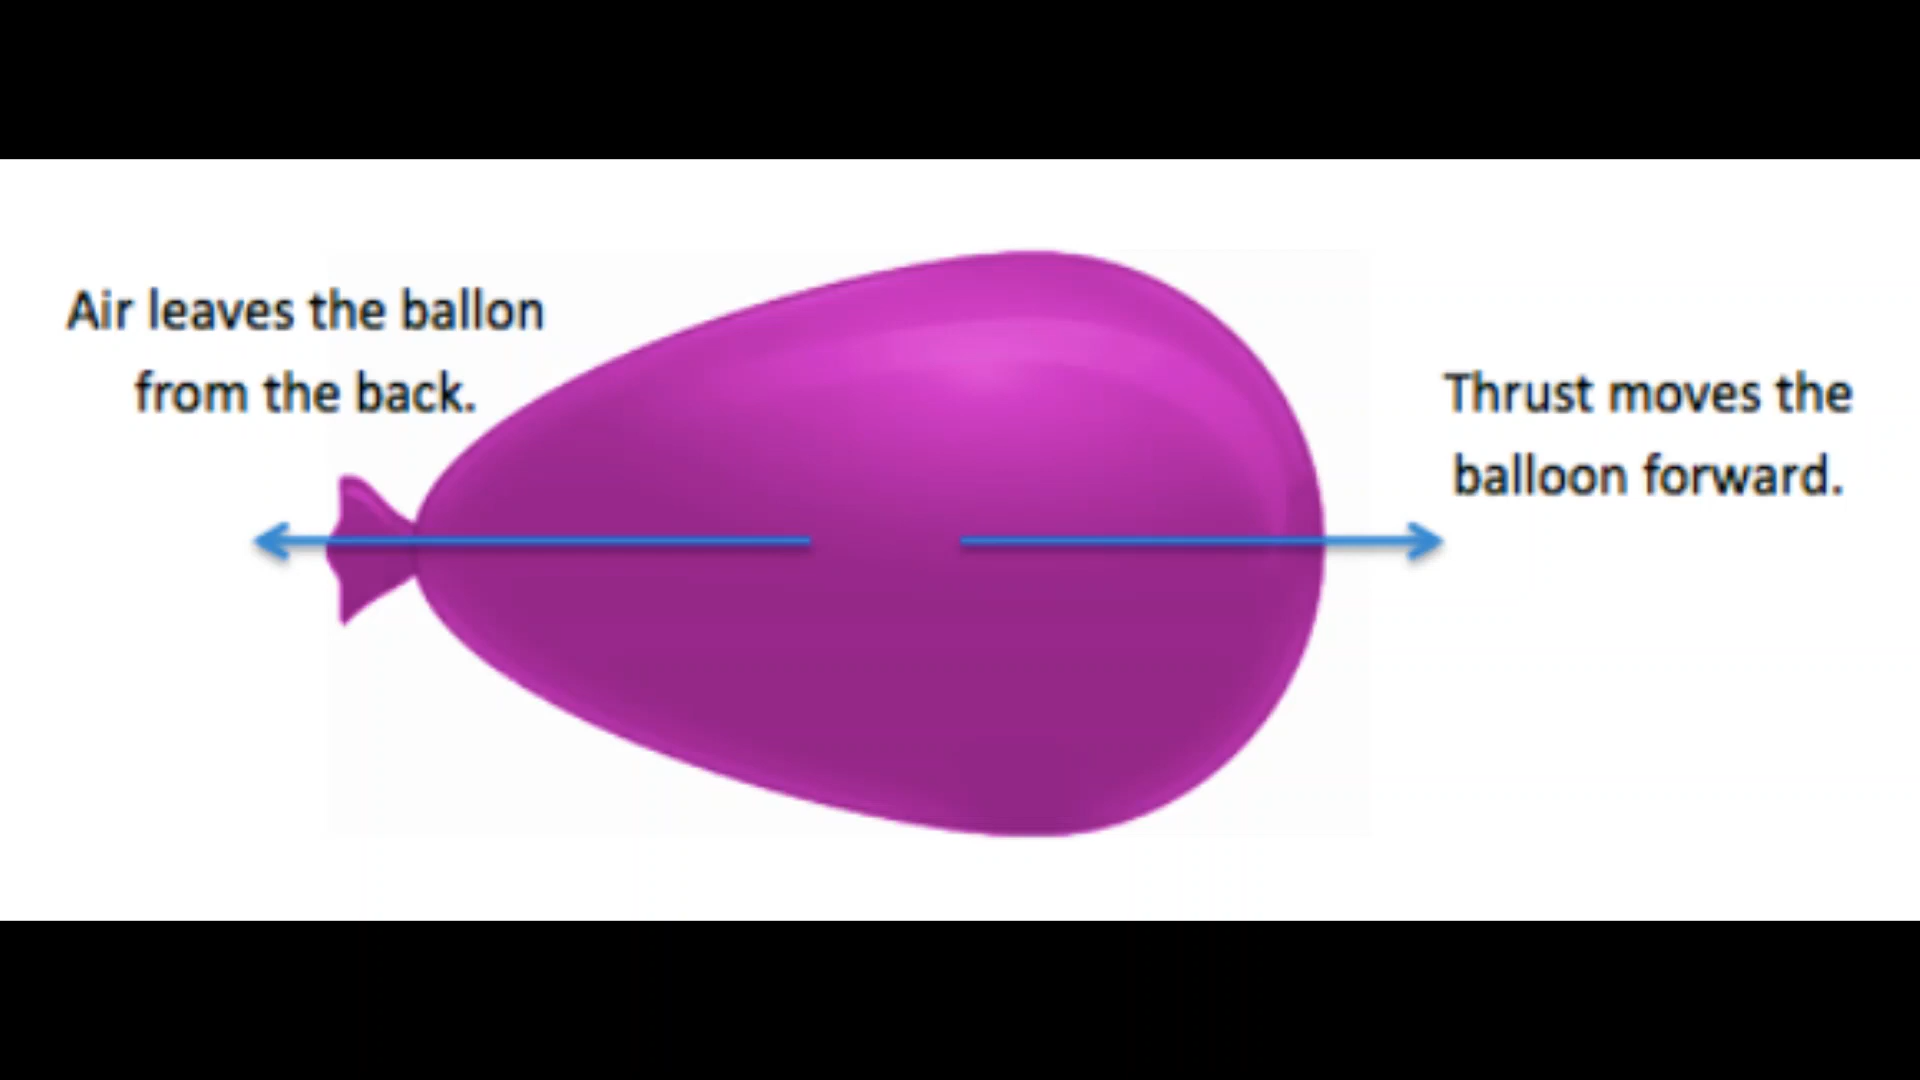 Air leaves the ballon
from the back.
Thrust moves the
balloon forward.